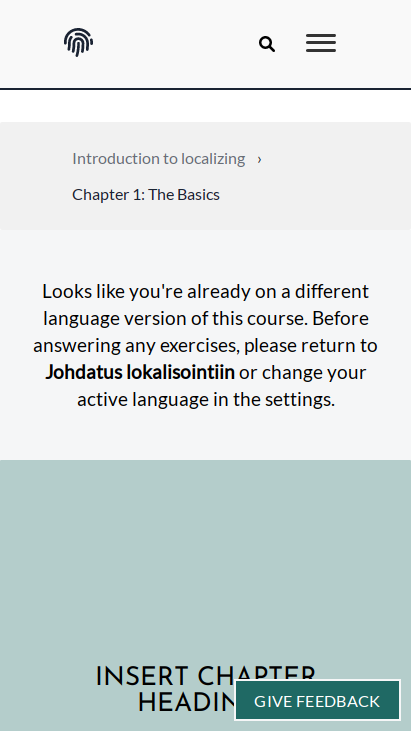 Introduction to localizing ›
Chapter 1: The Basics
Looks like you're already on a different
language version of this course. Before
answering any exercises, please return to
Johdatus lokalisointiin or change your
active language in the settings.
INSERT CHAPTER
HEADIN
GIVE FEEDBACK